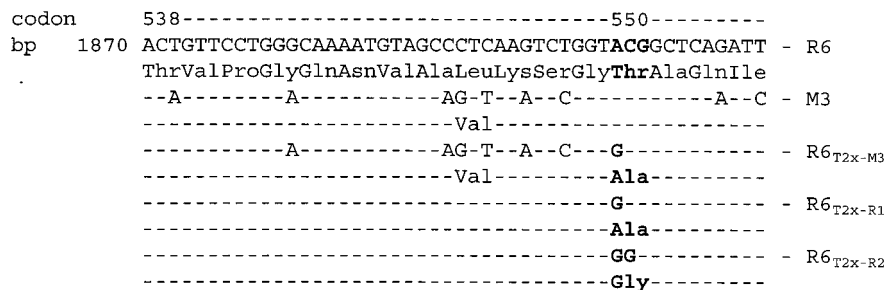 codon 538---------------------------------550---------
bp 1870 ACTGTTCCTGGGCAAAATGTAGCCCTCAAGTCTGGTACGGCTCAGATT - R6
ThrValProGlyGlnAsnValAlaLeuLysSerGlyThrAlaGlnIle
--A--------A-----------AG-T--A--C-----------A--C - M3
------------------------Val---------------------
-----------A-----------AG-T--A--C---G----------- - R6T2x-M3
------------------------Val---------Ala---------
------------------------------------G----------- - R6T2x-R1
------------------------------------Ala---------
------------------------------------GG---------- - R6T2x-R2
------------------------------------Gly---------